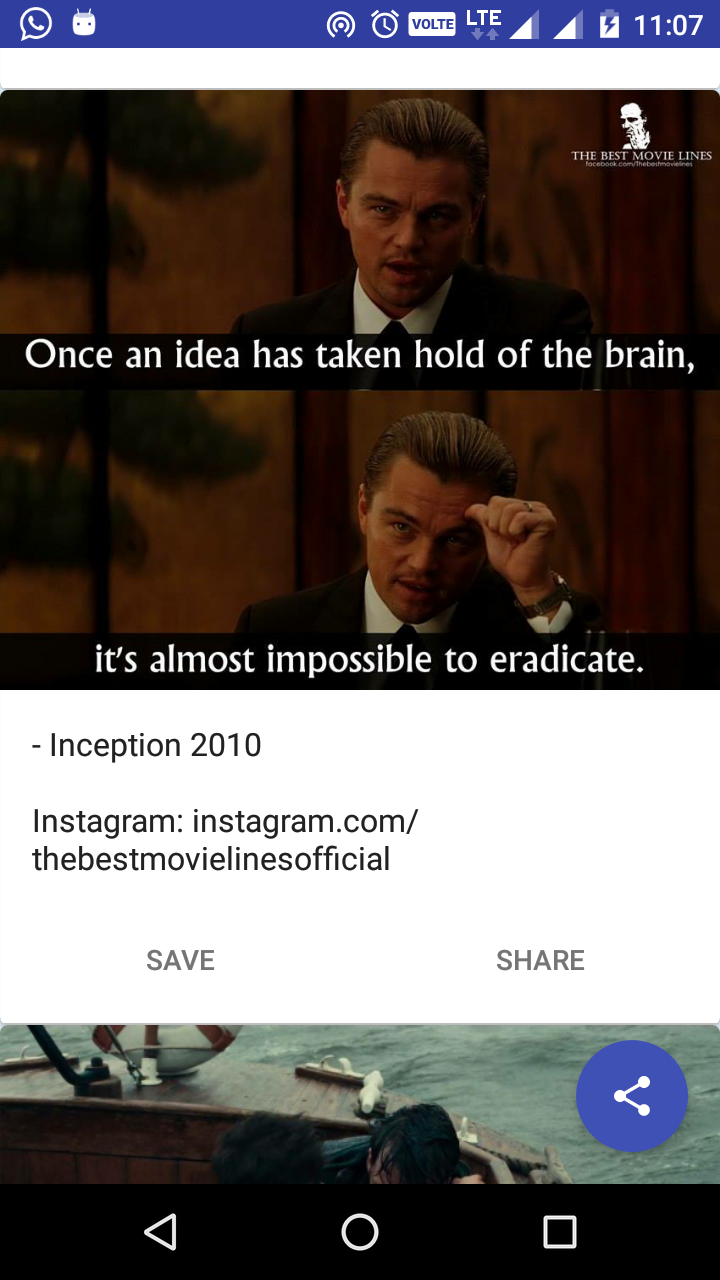 VOLTE LTE 11:07
THE BEST MOVIE LINES
facebook.com/Thebestmovielines
Once an idea has taken hold of the brain,
it's almost impossible to eradicate.
- Inception 2010
Instagram: instagram.com/
thebestmovielinesofficial
SAVE SHARE